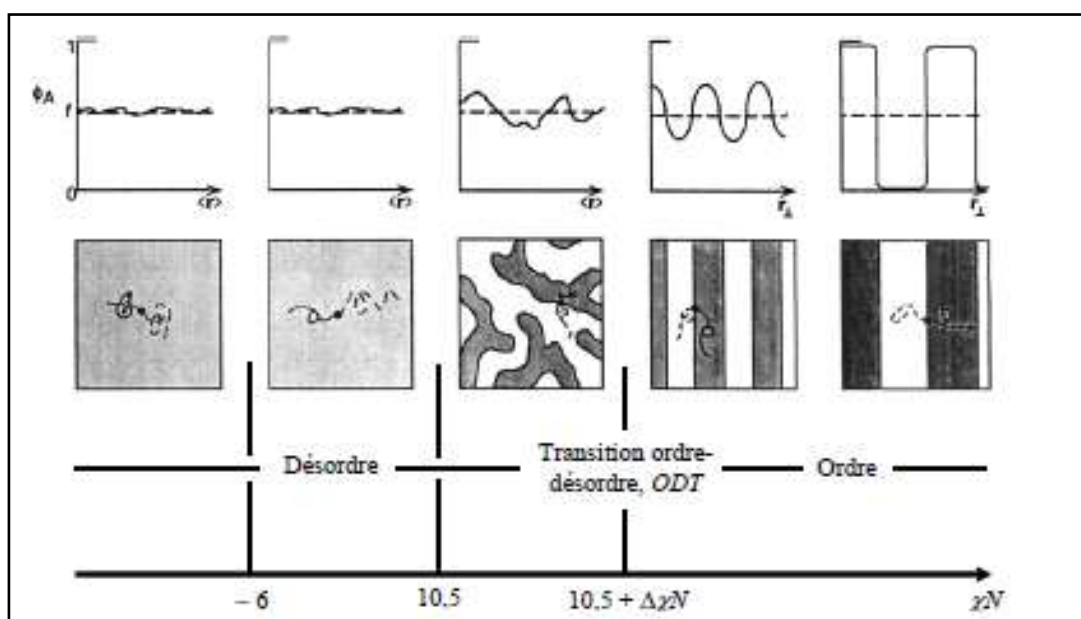 1
ϕA
f
0
⟨r⟩
⟨r⟩
⟨r⟩
r⊥
r⊥
Désordre
Transition ordre-
désordre, ODT
Ordre
– 6
10,5
10,5 + ΔχN
χN